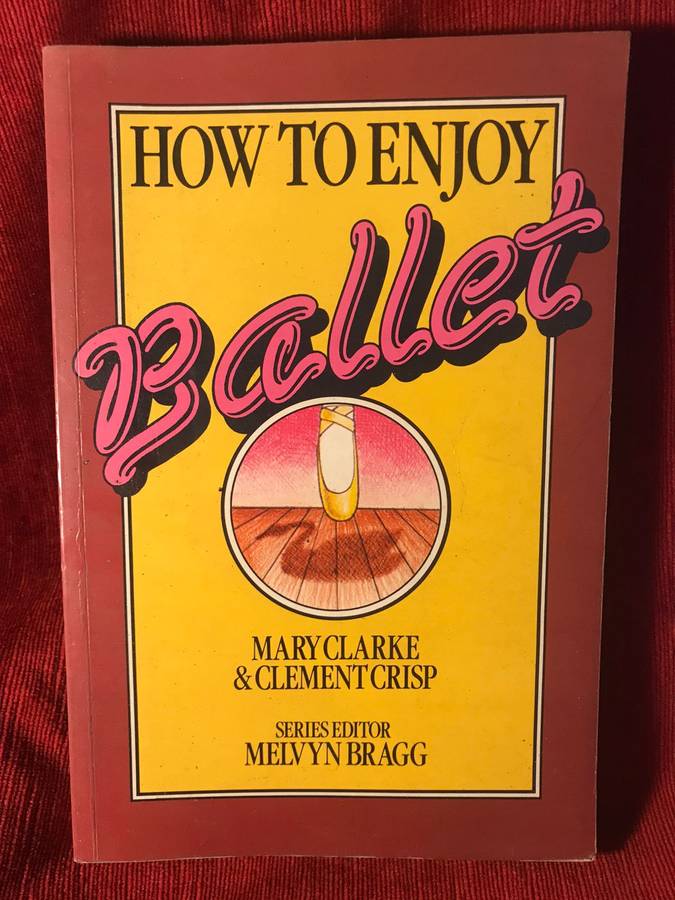 HOW TO ENJOY
Ballet
MARY CLARKE
& CLEMENT CRISP
SERIES EDITOR
MELVYN BRAGG